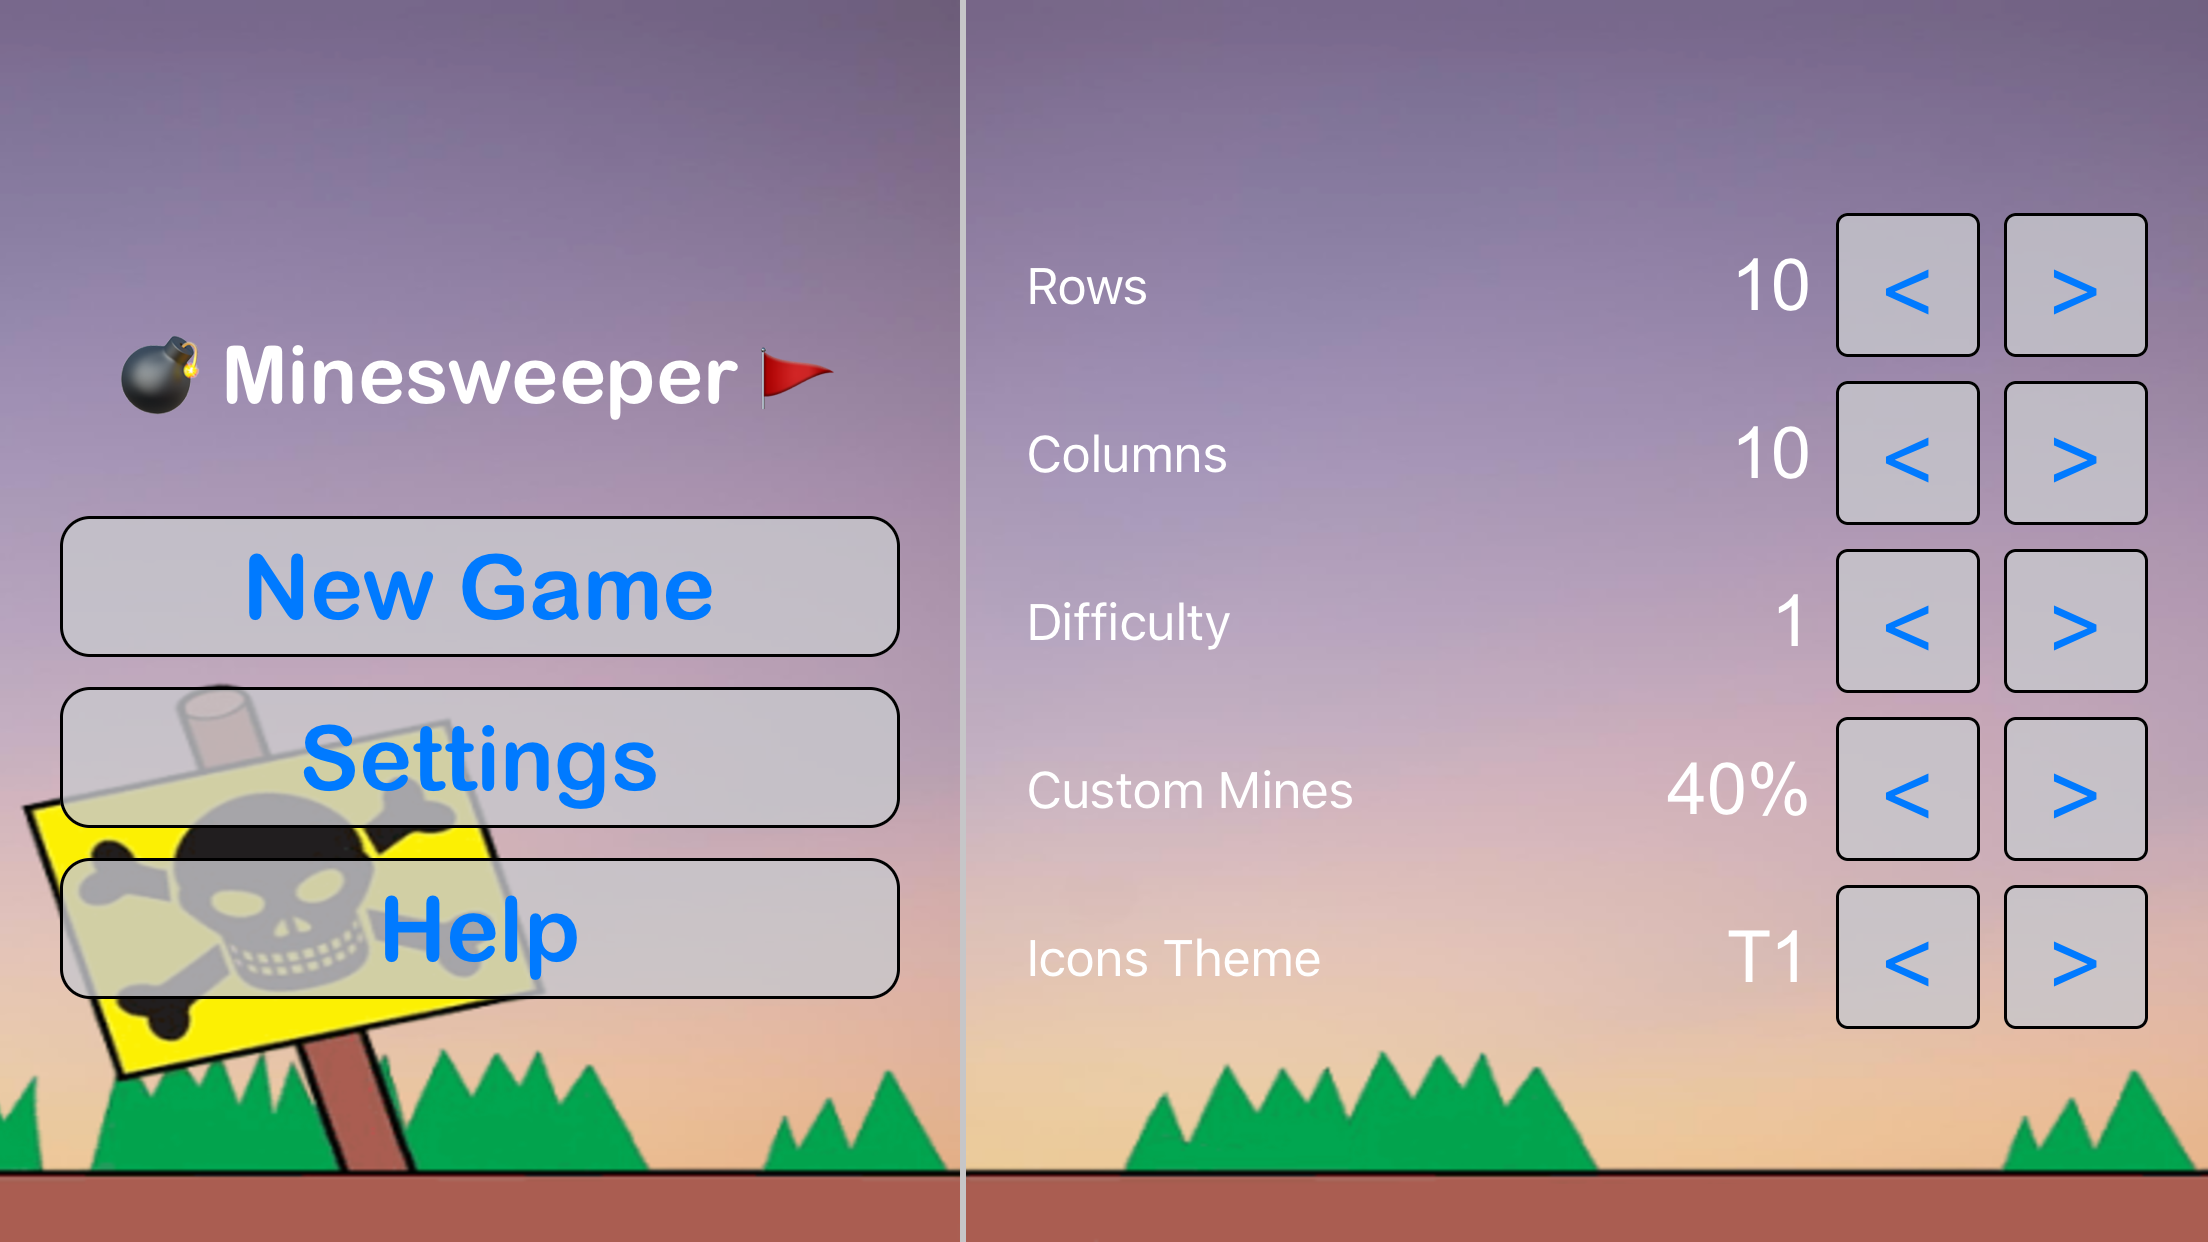 Minesweeper
New Game
Settings
Help
Rows 10 < >
Columns 10 < >
Difficulty 1 < >
Custom Mines 40% < >
Icons Theme T1 < >